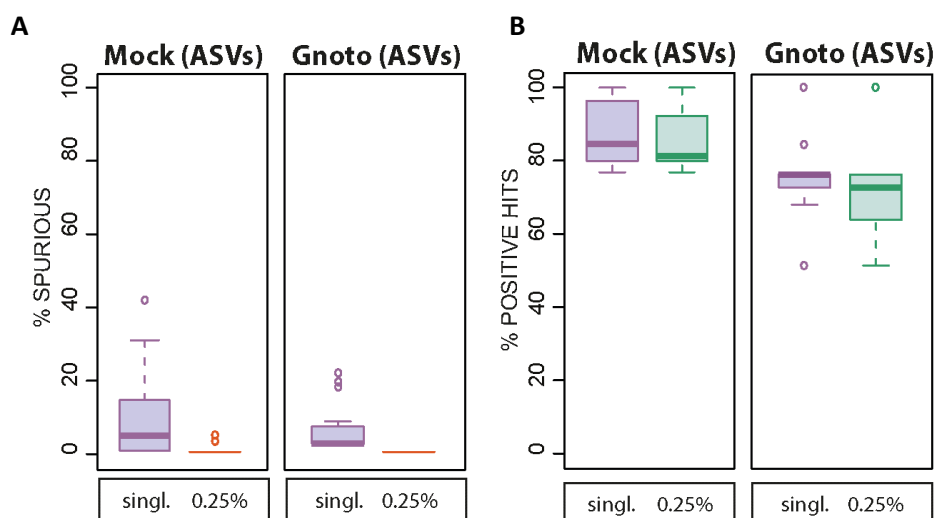 A
Mock (ASVs)
Gnoto (ASVs)
% SPURIOUS
100
80
60
40
20
0
singl. 0.25%
singl. 0.25%
B
Mock (ASVs)
Gnoto (ASVs)
% POSITIVE HITS
100
80
60
40
20
0
singl. 0.25%
singl. 0.25%